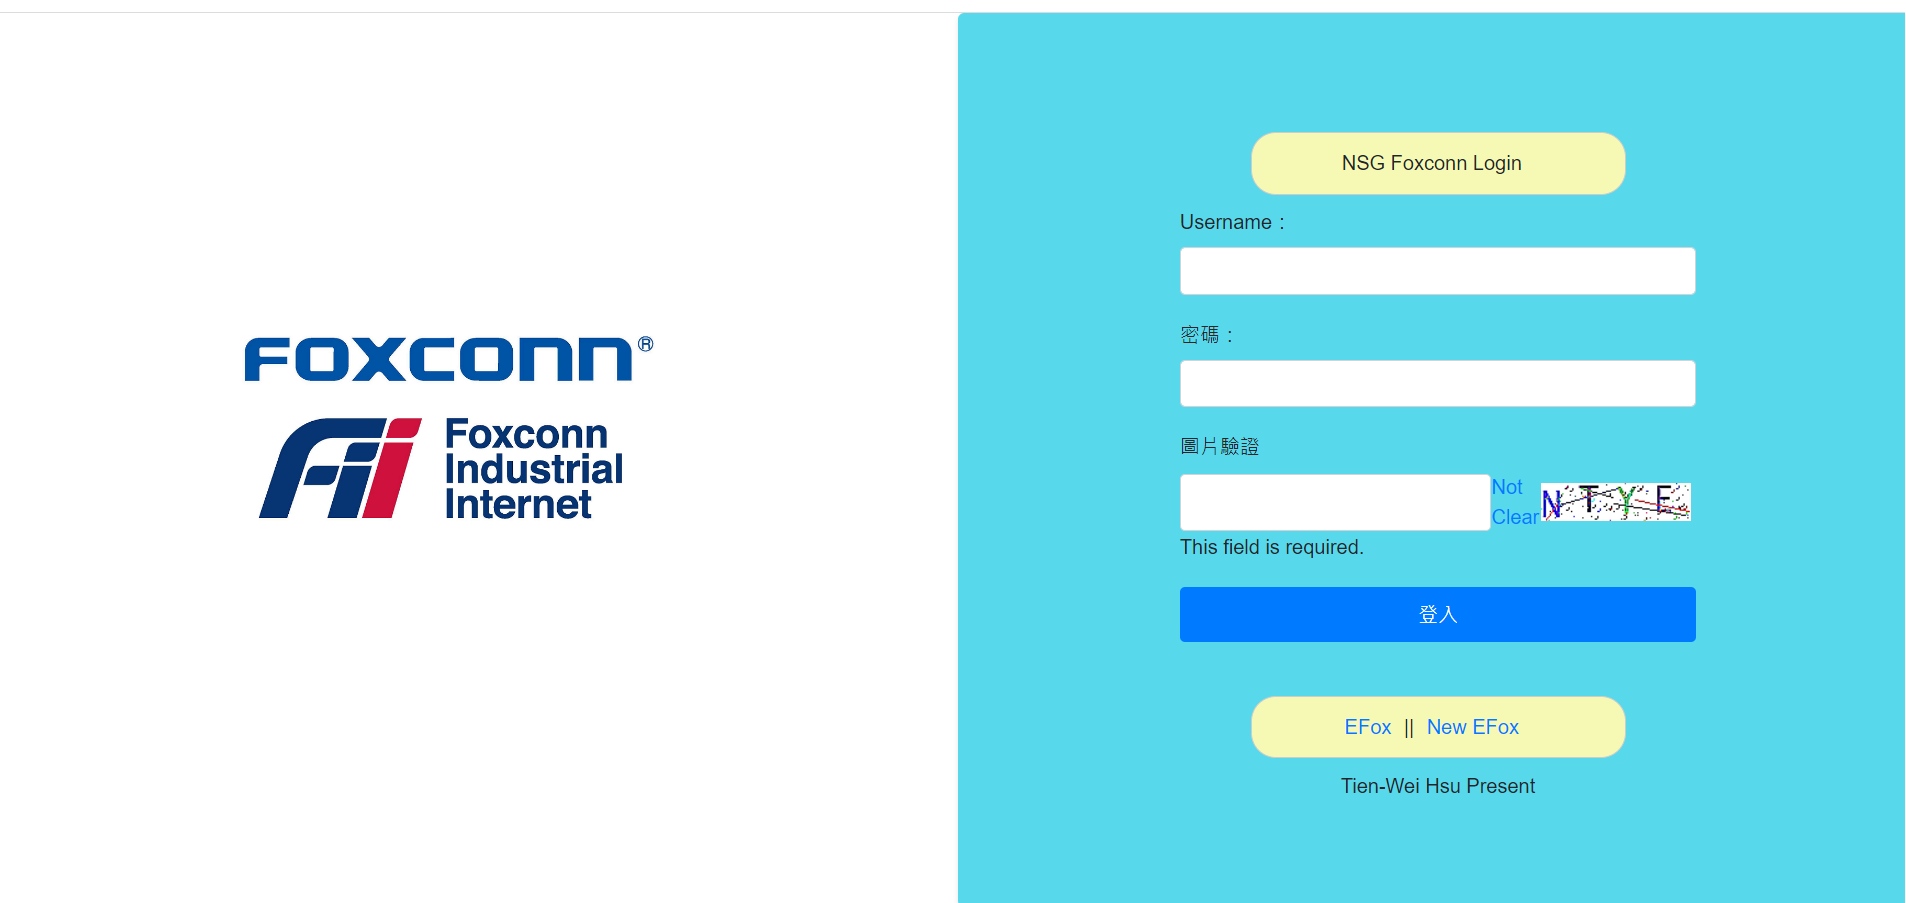 FOXCONN®
Fii
Foxconn
Industrial
Internet
NSG Foxconn Login
Username：
密碼：
圖片驗證
Not
Clear
This field is required.
登入
EFox || New EFox
Tien-Wei Hsu Present